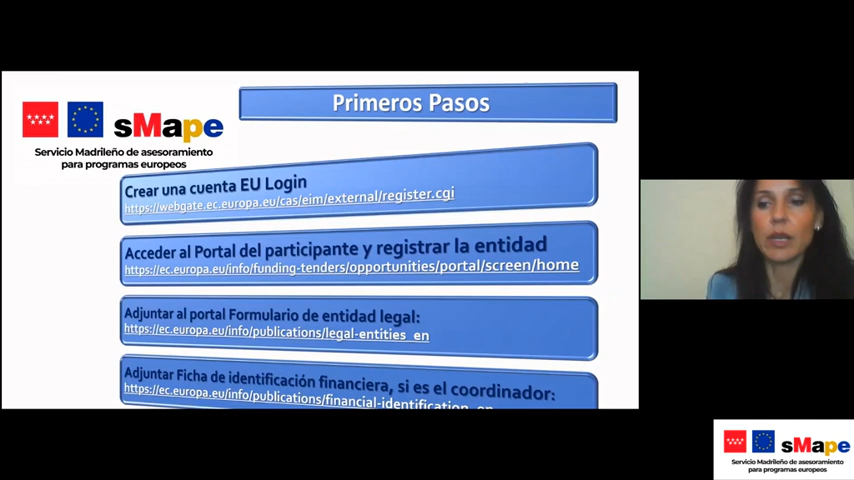 Primeros Pasos
sMape
Servicio Madrileño de asesoramiento
para programas europeos
Crear una cuenta EU Login
https://webgate.ec.europa.eu/cas/eim/external/register.cgi
Acceder al Portal del participante y registrar la entidad
https://ec.europa.eu/info/funding-tenders/opportunities/portal/screen/home
Adjuntar al portal Formulario de entidad legal:
https://ec.europa.eu/info/publications/legal-entities_en
Adjuntar Ficha de identificación financiera, si es el coordinador:
https://ec.europa.eu/info/publications/financial-identification_en
sMape
Servicio Madrileño de asesoramiento
para programas europeos